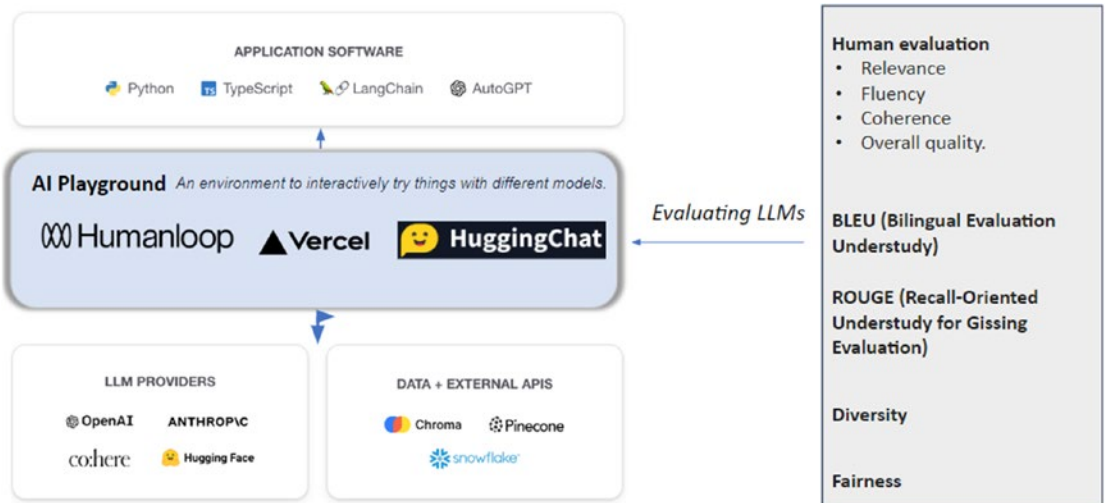 APPLICATION SOFTWARE
Python TypeScript LangChain AutoGPT
AI Playground An environment to interactively try things with different models.
Humanloop Vercel HuggingChat
LLM PROVIDERS
OpenAI ANTHROP\C
co:here Hugging Face
DATA + EXTERNAL APIS
Chroma Pinecone
snowflake
Evaluating LLMs
Human evaluation
• Relevance
• Fluency
• Coherence
• Overall quality.
BLEU (Bilingual Evaluation
Understudy)
ROUGE (Recall-Oriented
Understudy for Gissing
Evaluation)
Diversity
Fairness